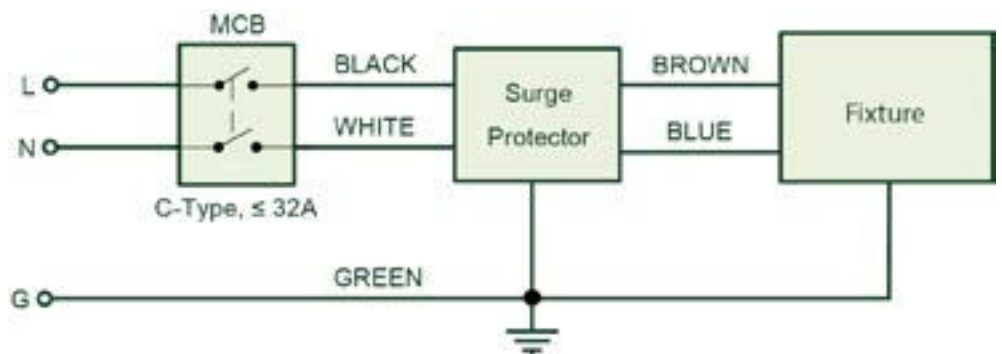 MCB
L
BLACK
BROWN
Surge
Protector
Fixture
N
WHITE
BLUE
C-Type, ≤ 32A
GREEN
G